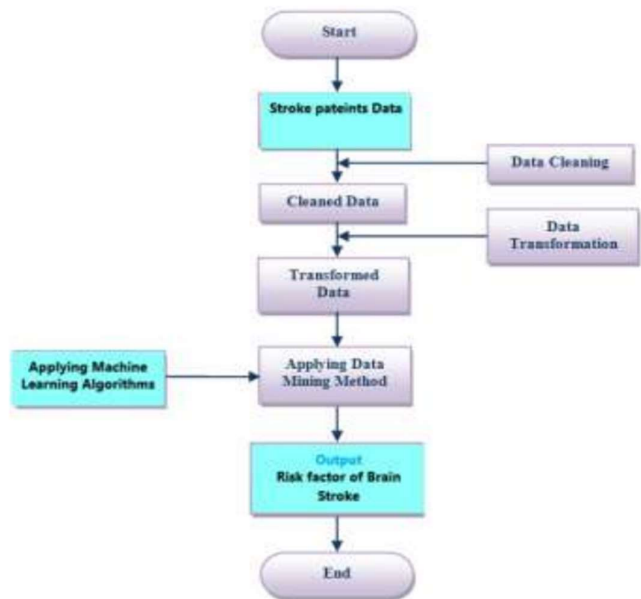 Start
Stroke pateints Data
Data Cleaning
Cleaned Data
Data
Transformation
Transformed
Data
Applying Machine
Learning Algorithms
Applying Data
Mining Method
Output
Risk factor of Brain
Stroke
End